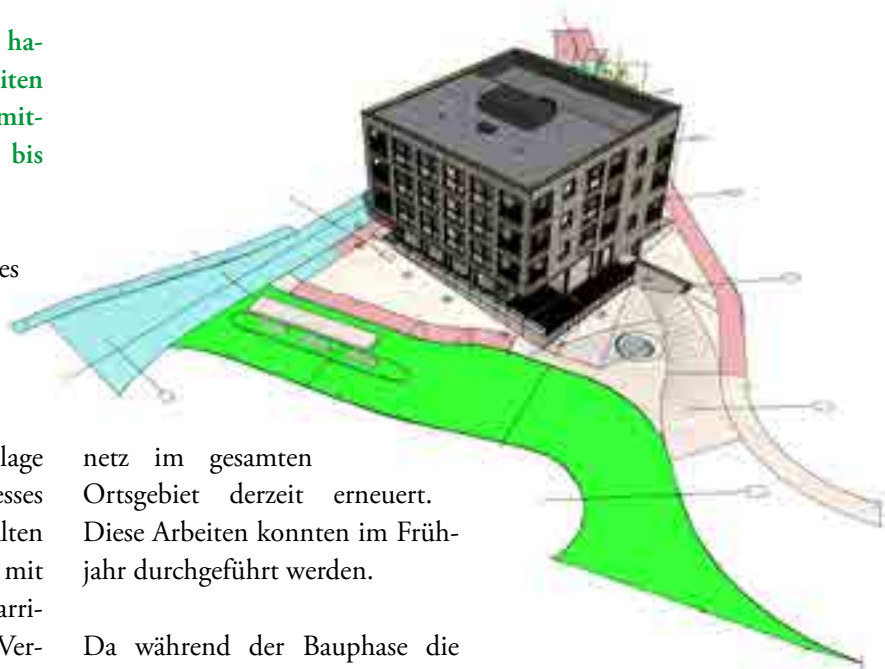 ha-
iten
mit-
bis
es
lage
esses
lten
mit
arri-
Ver-
netz im gesamten
Ortsgebiet derzeit erneuert.
Diese Arbeiten konnten im Früh-
jahr durchgeführt werden.
Da während der Bauphase die